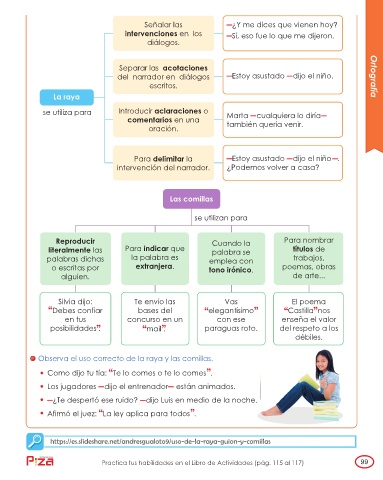 Señalar las
intervenciones en los
diálogos.
—¿Y me dices que vienen hoy?
—Sí, eso fue lo que me dijeron.
Separar las acotaciones
del narrador en diálogos
escritos.
—Estoy asustado —dijo el niño.
Ortografía
La raya
se utiliza para
Introducir aclaraciones o
comentarios en una
oración.
Marta —cualquiera lo diría—
también quería venir.
Para delimitar la
intervención del narrador.
—Estoy asustado —dijo el niño—.
¿Podemos volver a casa?
Las comillas
se utilizan para
Reproducir
literalmente las
palabras dichas
o escritas por
alguien.
Para indicar que
la palabra es
extranjera.
Cuando la
palabra se
emplea con
tono irónico.
Para nombrar
títulos de
trabajos,
poemas, obras
de arte...
Silvia dijo:
“Debes confiar
en tus
posibilidades”.
Te envío las
bases del
concurso en un
“mail”.
Vas
“elegantísimo”
con ese
paraguas roto.
El poema
“Castilla”nos
enseña el valor
del respeto a los
débiles.
Observa el uso correcto de la raya y las comillas.
• Como dijo tu tía: “Te lo comes o te lo comes”.
• Los jugadores —dijo el entrenador— están animados.
• —¿Te despertó ese ruido? —dijo Luis en medio de la noche.
• Afirmó el juez: “La ley aplica para todos”.
https://es.slideshare.net/andresgualoto9/uso-de-la-raya-guion-y-comillas
Practica tus habilidades en el Libro de Actividades (pág. 115 al 117)
99